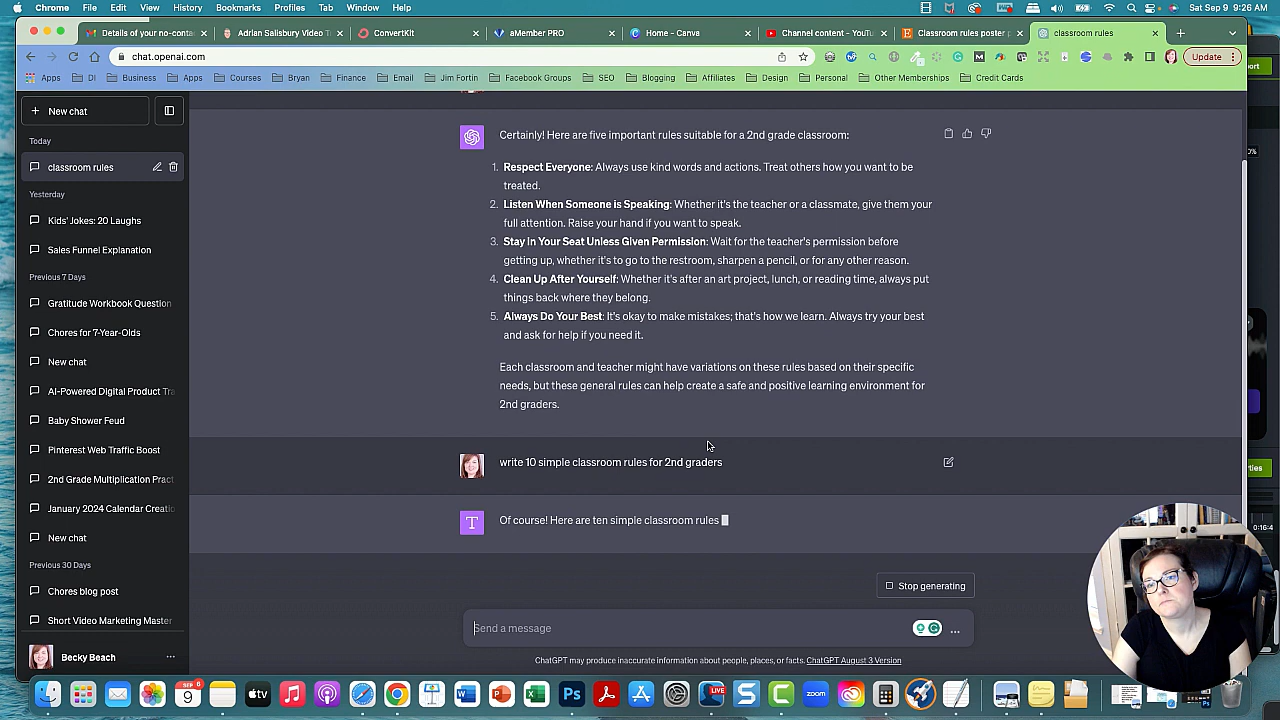 Chrome File Edit View History Bookmarks Profiles Tab Window Help
Sat Sep 9 9:26 AM
Details of your no-conta
Adrian Salisbury Video T
ConvertKit
aMember PRO
Home - Canva
Channel content - YouTu
Classroom rules poster p
classroom rules
chat.openai.com
Update
Apps
DI
Business
Apps
Courses
Bryan
Finance
Email
Jim Fortin
Facebook Groups
SEO
Blogging
Affiliates
Design
Personal
Other Memberships
Credit Cards
New chat
Today
classroom rules
Yesterday
Kids' Jokes: 20 Laughs
Sales Funnel Explanation
Previous 7 Days
Gratitude Workbook Question
Chores for 7-Year-Olds
New chat
AI-Powered Digital Product Tra
Baby Shower Feud
Pinterest Web Traffic Boost
2nd Grade Multiplication Pract
January 2024 Calendar Creatio
New chat
Previous 30 Days
Chores blog post
Short Video Marketing Master
Becky Beach
Certainly! Here are five important rules suitable for a 2nd grade classroom:
1. Respect Everyone: Always use kind words and actions. Treat others how you want to be
treated.
2. Listen When Someone is Speaking: Whether it's the teacher or a classmate, give them your
full attention. Raise your hand if you want to speak.
3. Stay in Your Seat Unless Given Permission: Wait for the teacher's permission before
getting up, whether it's to go to the restroom, sharpen a pencil, or for any other reason.
4. Clean Up After Yourself: Whether it's after an art project, lunch, or reading time, always put
things back where they belong.
5. Always Do Your Best: It's okay to make mistakes; that's how we learn. Always try your best
and ask for help if you need it.
Each classroom and teacher might have variations on these rules based on their specific
needs, but these general rules can help create a safe and positive learning environment for
2nd graders.
write 10 simple classroom rules for 2nd graders
T
Of course! Here are ten simple classroom rules
Stop generating
Send a message
ChatGPT may produce inaccurate information about people, places, or facts. ChatGPT August 3 Version
port
0%
rties
0:16:4
9
SEP
tv
LIVE
zoom